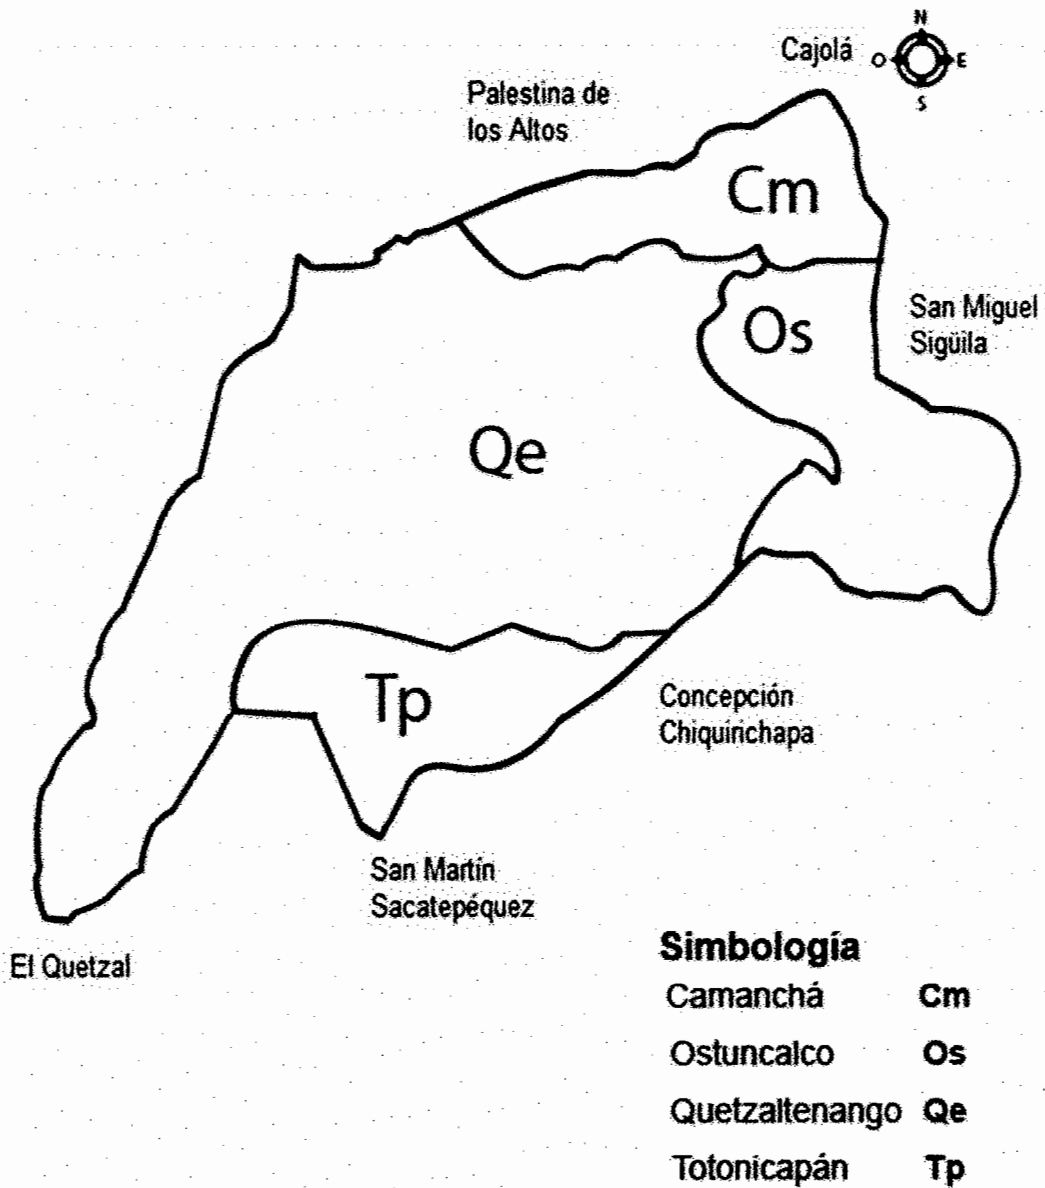 N
Cajolá
O
E
S
Palestina de
los Altos
Cm
San Miguel
Sigüila
Os
Qe
Tp
Concepción
Chiquirichapa
San Martín
Sacatepéquez
El Quetzal
Simbología
Camanchá Cm
Ostuncalco Os
Quetzaltenango Qe
Totonicapán Tp